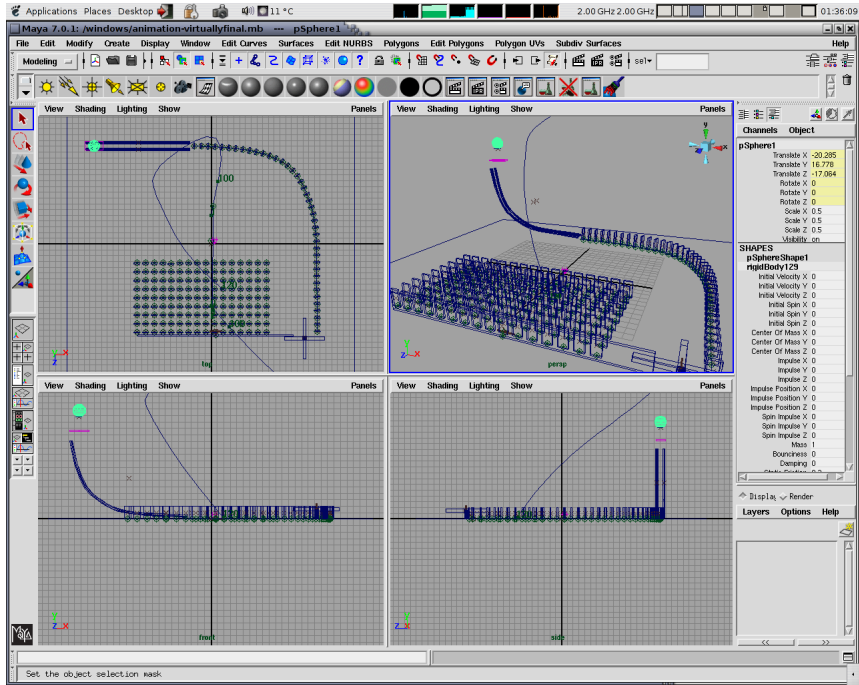 Applications Places Desktop 11 °C 2.00 GHz 2.00 GHz 01:36:09
Maya 7.0.1: /windows/animation-virtuallyfinal.mb --- pSphere1
File Edit Modify Create Display Window Edit Curves Surfaces Edit NURBS Polygons Edit Polygons Polygon UVs Subdiv Surfaces Help
Modeling sel
View Shading Lighting Show Panels
View Shading Lighting Show Panels
Channels Object
pSphere1
Translate X -20.285
Translate Y 16.778
Translate Z -17.064
Rotate X 0
Rotate Y 0
Rotate Z 0
Scale X 0.5
Scale Y 0.5
Scale Z 0.5
Visibility on
SHAPES
pSphereShape1
rigidBody129
Initial Velocity X 0
Initial Velocity Y 0
Initial Velocity Z 0
Initial Spin X 0
Initial Spin Y 0
Initial Spin Z 0
Center Of Mass X 0
Center Of Mass Y 0
Center Of Mass Z 0
Impulse X 0
Impulse Y 0
Impulse Z 0
Impulse Position X 0
Impulse Position Y 0
Impulse Position Z 0
Spin Impulse X 0
Spin Impulse Y 0
Spin Impulse Z 0
Mass 1
Bounciness 0
Damping 0
Static Friction 0.2
100
120
top
persp
View Shading Lighting Show Panels
View Shading Lighting Show Panels
front
side
Display Render
Layers Options Help
<< >>
MAYA
Set the object selection mask